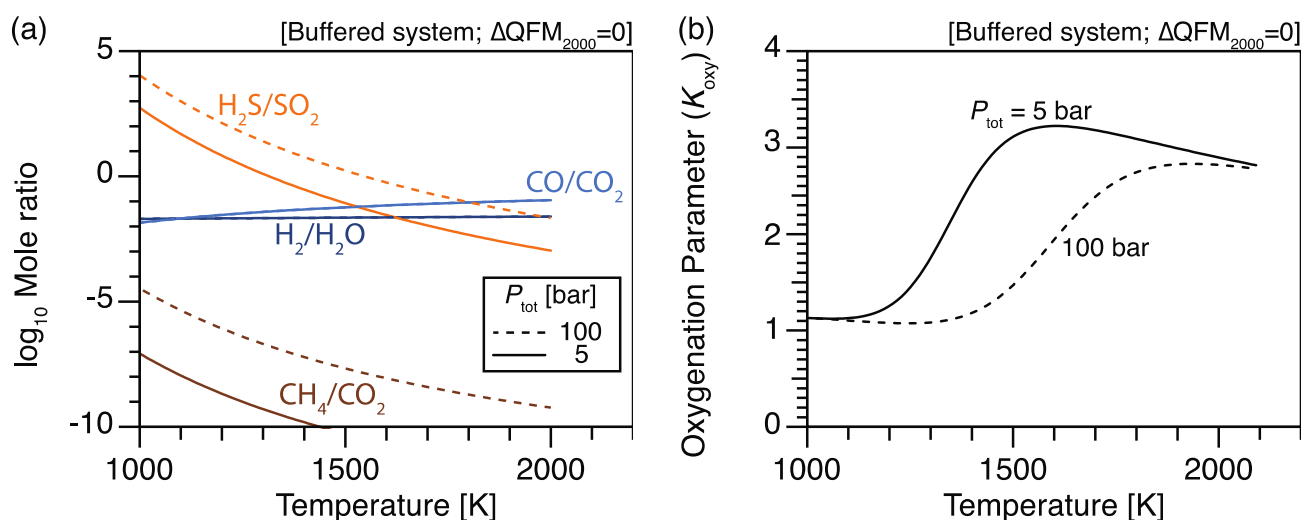 (a)
[Buffered system; ΔQFM2000=0]
log10 Mole ratio
5
0
-5
-10
H2S/SO2
CO/CO2
H2/H2O
CH4/CO2
Ptot [bar]
100
5
1000
1500
2000
Temperature [K]
(b)
[Buffered system; ΔQFM2000=0]
Oxygenation Parameter (Koxy)
4
3
2
1
0
Ptot = 5 bar
100 bar
1000
1500
2000
Temperature [K]